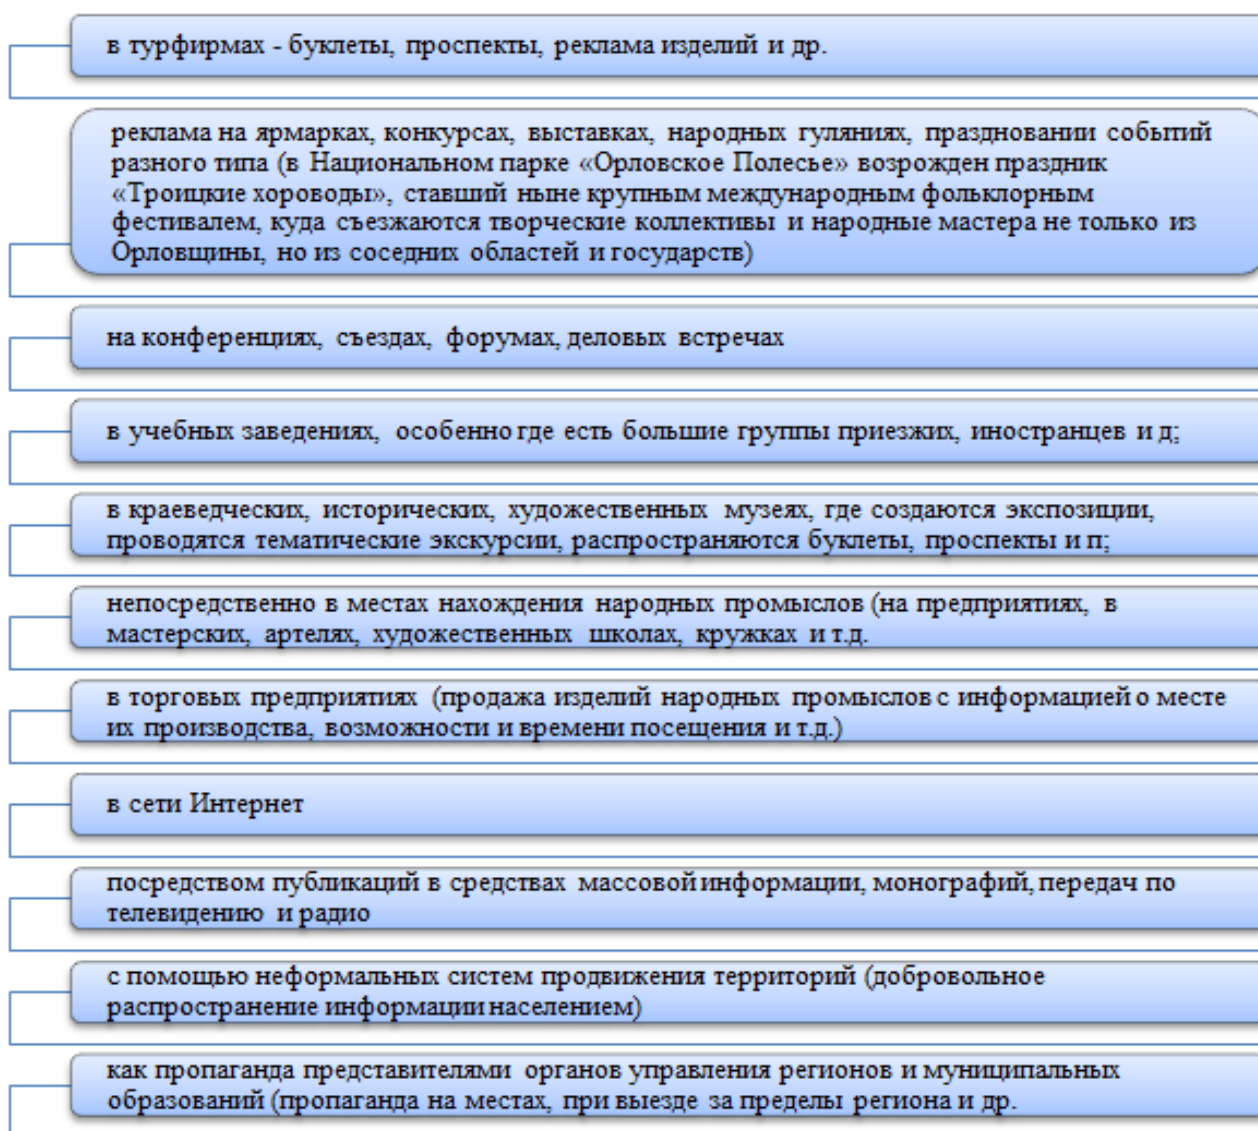 в турфирмах - буклеты, проспекты, реклама изделий и др.
реклама на ярмарках, конкурсах, выставках, народных гуляниях, праздновании событий
разного типа (в Национальном парке «Орловское Полесье» возрожден праздник
«Троицкие хороводы», ставший ныне крупным международным фольклорным
фестивалем, куда съезжаются творческие коллективы и народные мастера не только из
Орловщины, но из соседних областей и государств)
на конференциях, съездах, форумах, деловых встречах
в учебных заведениях, особенно где есть большие группы приезжих, иностранцев и д;
в краеведческих, исторических, художественных музеях, где создаются экспозиции,
проводятся тематические экскурсии, распространяются буклеты, проспекты и п;
непосредственно в местах нахождения народных промыслов (на предприятиях, в
мастерских, артелях, художественных школах, кружках и т.д.
в торговых предприятиях (продажа изделий народных промыслов с информацией о месте
их производства, возможности и времени посещения и т.д.)
в сети Интернет
посредством публикаций в средствах массовой информации, монографий, передач по
телевидению и радио
с помощью неформальных систем продвижения территорий (добровольное
распространение информации населением)
как пропаганда представителями органов управления регионов и муниципальных
образований (пропаганда на местах, при выезде за пределы региона и др.